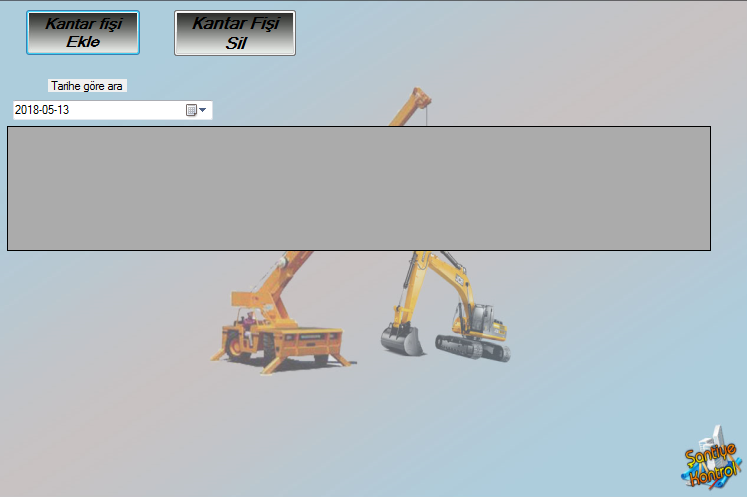 Kantar fişi
Ekle
Kantar Fişi
Sil
Tarihe göre ara
2018-05-13
Şantiye
Kontrol